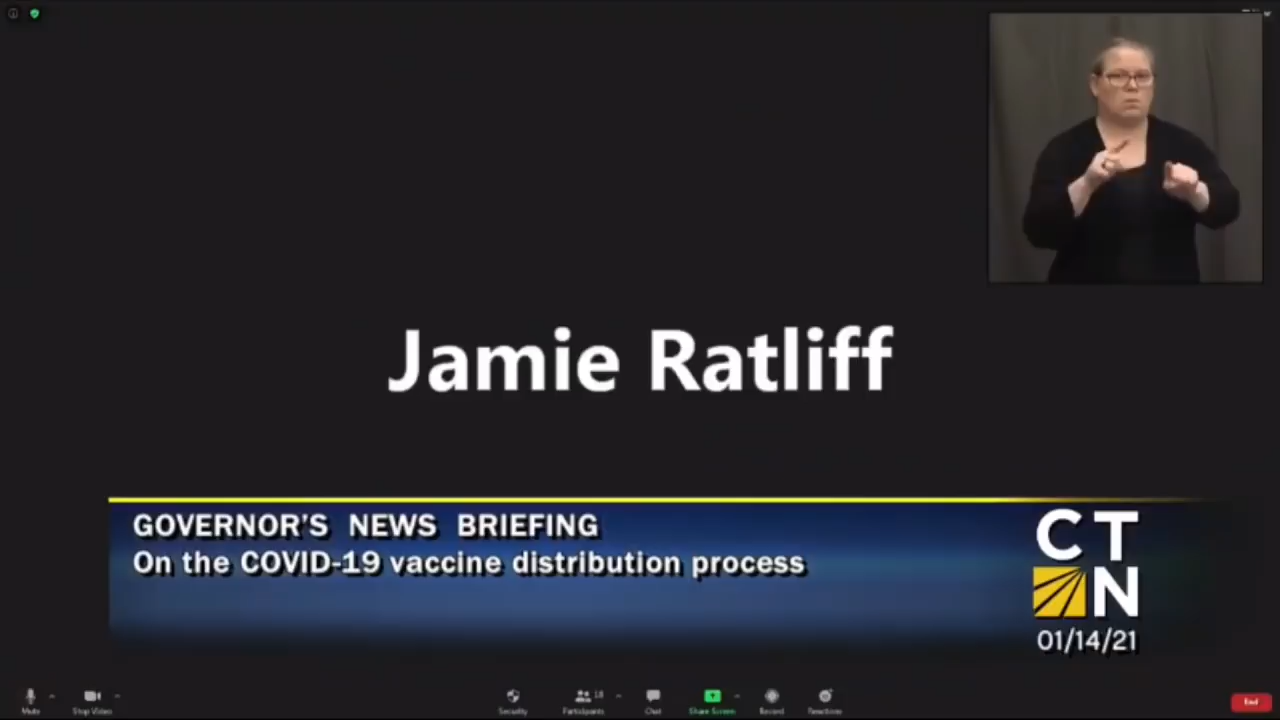 Jamie Ratliff
GOVERNOR'S NEWS BRIEFING
On the COVID-19 vaccine distribution process
CT
N
01/14/21
Mute
Stop Video
Security
Participants
18
Chat
Share Screen
Record
Reactions
End